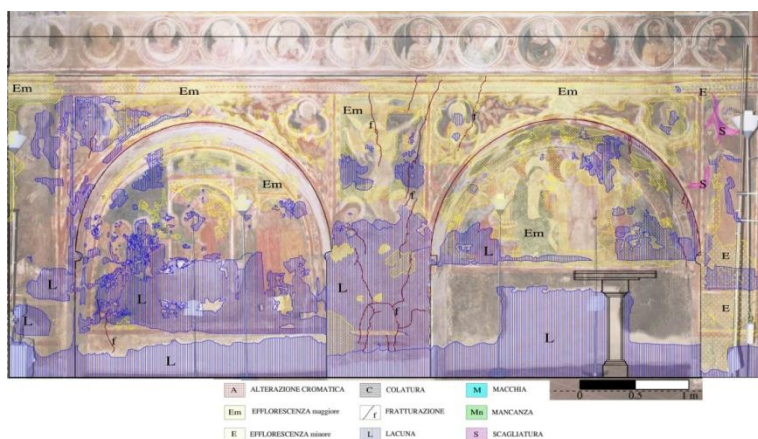 Em
Em
Em
Em
E
f
f
S
f
S
Em
Em
L
E
L
L
L
L
L
f
E
f
L
L
A ALTERAZIONE CROMATICA
C COLATURA
M MACCHIA
Em EFFLORESCENZA maggiore
f FRATTURAZIONE
Mn MANCANZA
E EFFLORESCENZA minore
L LACUNA
S SCAGLIATURA
0 0.5 1 m